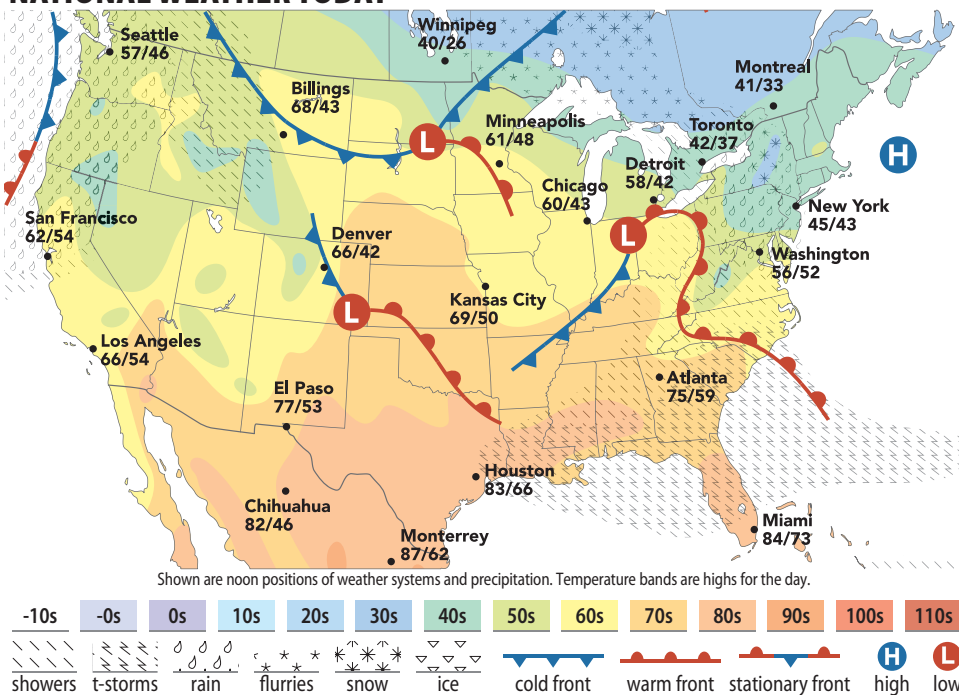 NATIONAL WEATHER TODAY
Seattle
57/46
Winnipeg
40/26
Montreal
41/33
Billings
68/43
Minneapolis
61/48
Toronto
42/37
H
L
Detroit
58/42
Chicago
60/43
San Francisco
62/54
New York
45/43
Denver
66/42
L
Washington
56/52
Kansas City
69/50
L
Los Angeles
66/54
El Paso
77/53
Atlanta
75/59
Houston
83/66
Chihuahua
82/46
Miami
84/73
Monterrey
87/62
Shown are noon positions of weather systems and precipitation. Temperature bands are highs for the day.
-10s -0s 0s 10s 20s 30s 40s 50s 60s 70s 80s 90s 100s 110s
H L
showers t-storms rain flurries snow ice cold front warm front stationary front high low